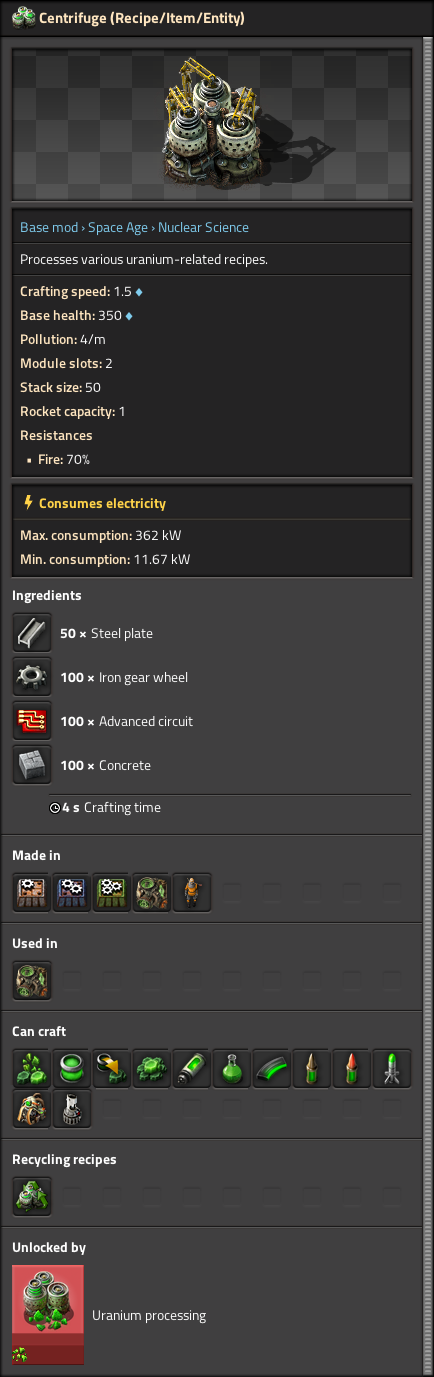 Centrifuge (Recipe/Item/Entity)
Base mod › Space Age › Nuclear Science
Processes various uranium-related recipes.
Crafting speed: 1.5
Base health: 350
Pollution: 4/m
Module slots: 2
Stack size: 50
Rocket capacity: 1
Resistances
▪ Fire: 70%
Consumes electricity
Max. consumption: 362 kW
Min. consumption: 11.67 kW
Ingredients
50 × Steel plate
100 × Iron gear wheel
100 × Advanced circuit
100 × Concrete
4 s Crafting time
Made in
Used in
Can craft
Recycling recipes
Unlocked by
Uranium processing